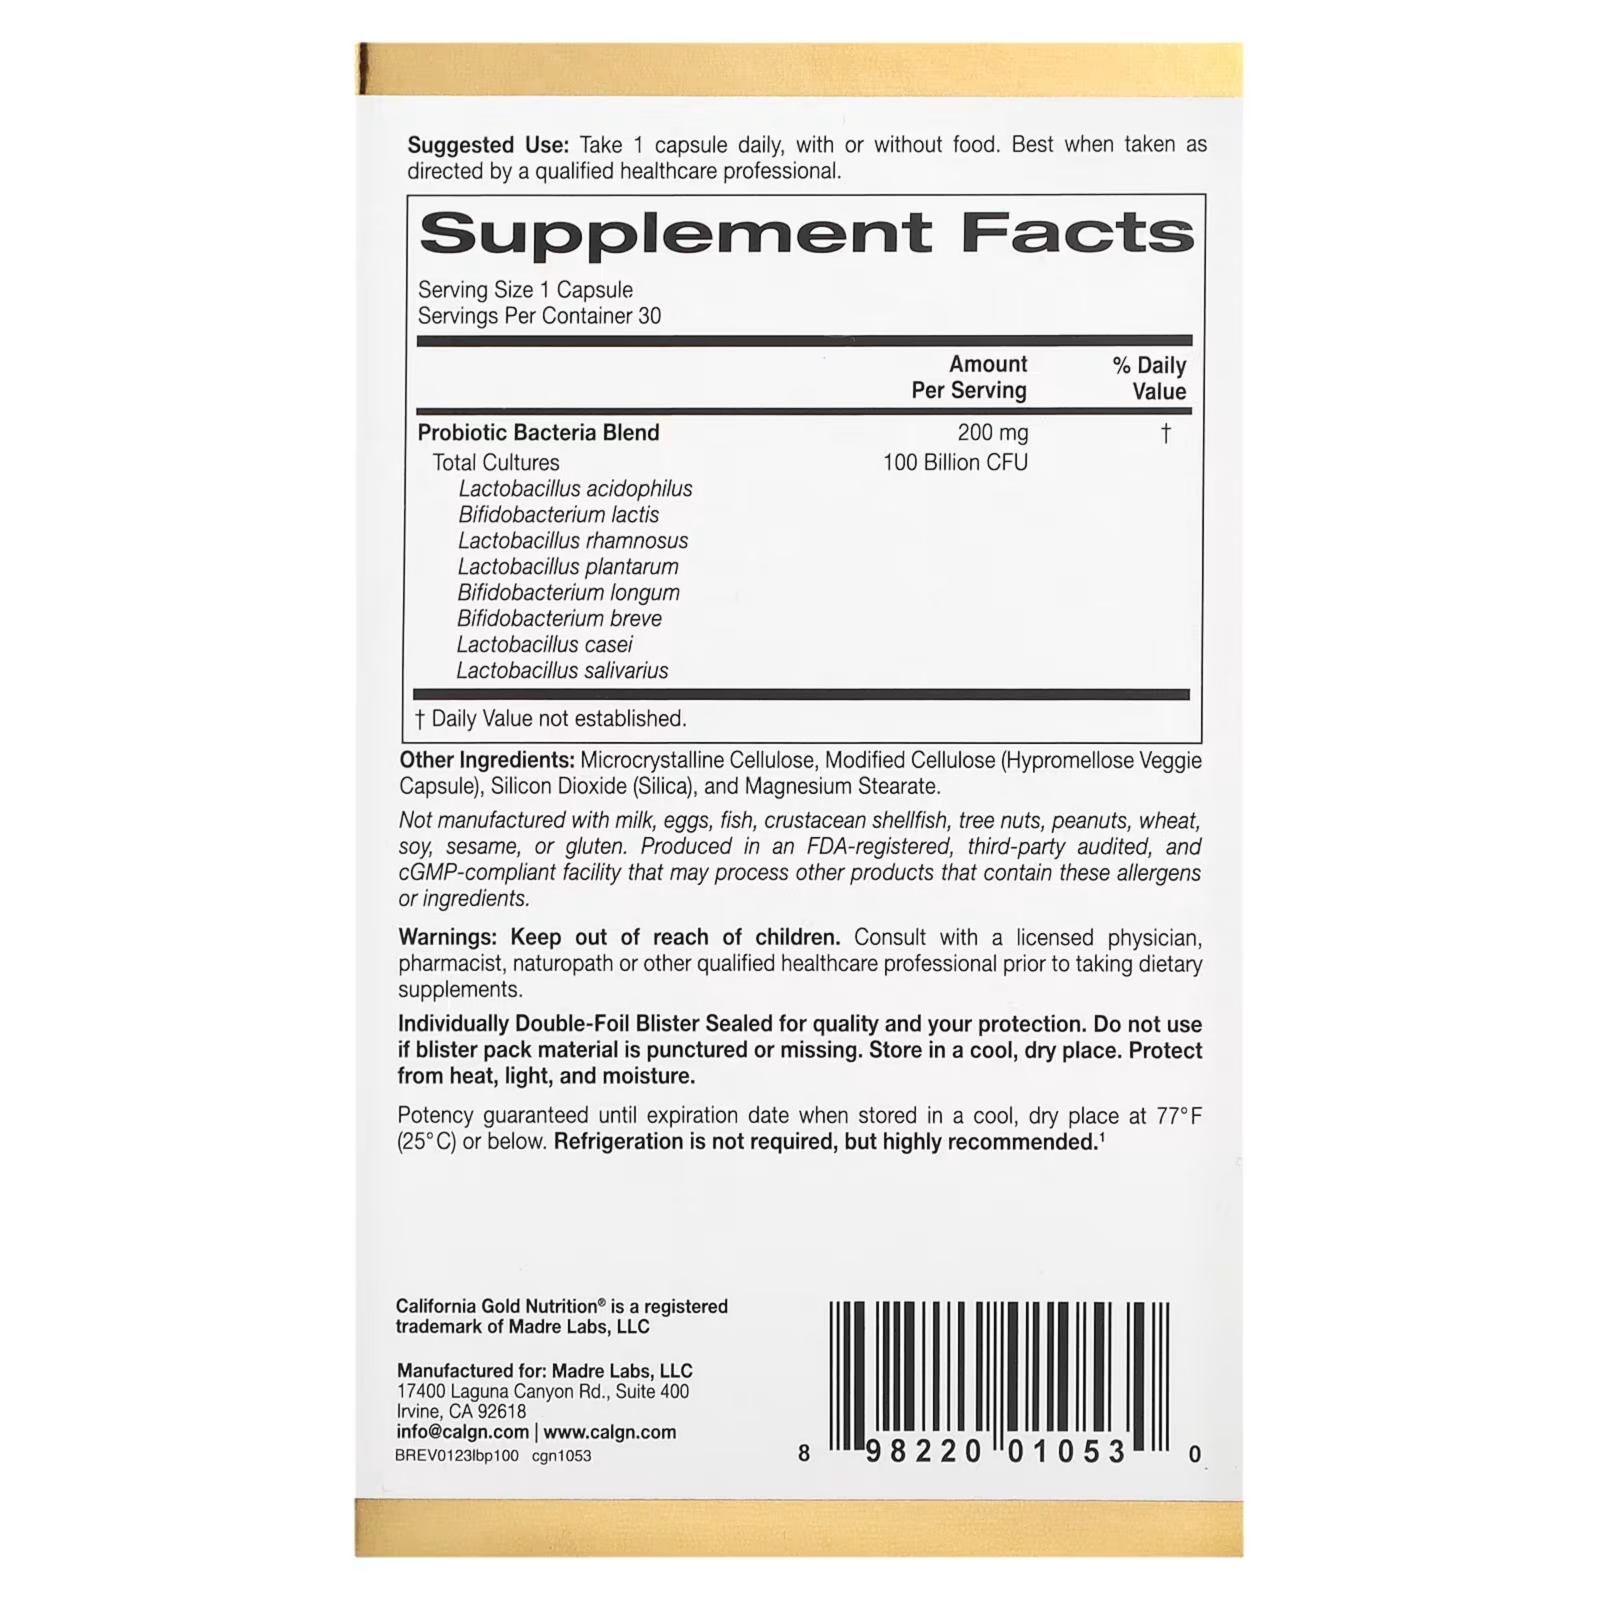 Suggested Use: Take 1 capsule daily, with or without food. Best when taken as
directed by a qualified healthcare professional.
Supplement Facts
Serving Size 1 Capsule
Servings Per Container 30
Amount
Per Serving
% Daily
Value
Probiotic Bacteria Blend 200 mg †
Total Cultures 100 Billion CFU
Lactobacillus acidophilus
Bifidobacterium lactis
Lactobacillus rhamnosus
Lactobacillus plantarum
Bifidobacterium longum
Bifidobacterium breve
Lactobacillus casei
Lactobacillus salivarius
† Daily Value not established.
Other Ingredients: Microcrystalline Cellulose, Modified Cellulose (Hypromellose Veggie
Capsule), Silicon Dioxide (Silica), and Magnesium Stearate.
Not manufactured with milk, eggs, fish, crustacean shellfish, tree nuts, peanuts, wheat,
soy, sesame, or gluten. Produced in an FDA-registered, third-party audited, and
cGMP-compliant facility that may process other products that contain these allergens
or ingredients.
Warnings: Keep out of reach of children. Consult with a licensed physician,
pharmacist, naturopath or other qualified healthcare professional prior to taking dietary
supplements.
Individually Double-Foil Blister Sealed for quality and your protection. Do not use
if blister pack material is punctured or missing. Store in a cool, dry place. Protect
from heat, light, and moisture.
Potency guaranteed until expiration date when stored in a cool, dry place at 77°F
(25°C) or below. Refrigeration is not required, but highly recommended.¹
California Gold Nutrition® is a registered
trademark of Madre Labs, LLC
Manufactured for: Madre Labs, LLC
17400 Laguna Canyon Rd., Suite 400
Irvine, CA 92618
info@calgn.com | www.calgn.com
BREV0123lbp100 cgn1053
8 98220 01053 0